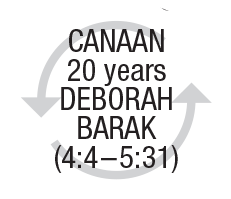 CANAAN
20 years
DEBORAH
BARAK
(4:4–5:31)